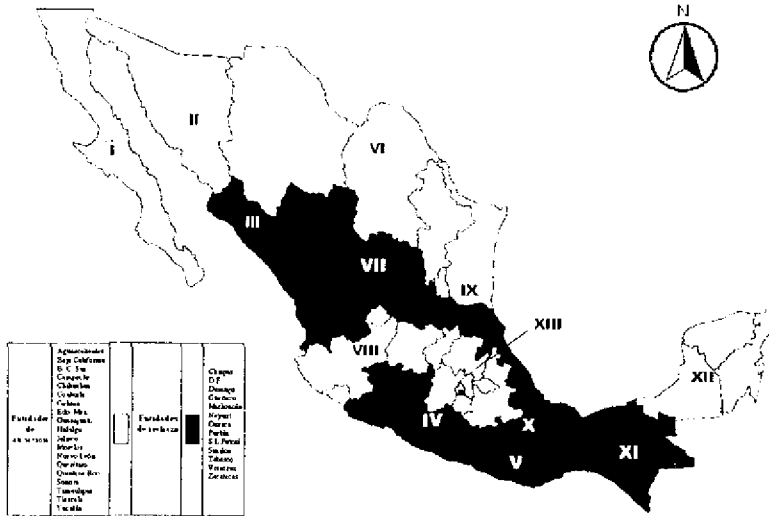 N
II
I
VI
III
VII
IX
XIII
VIII
XII
IV
X
V
XI
Entidades
de
Aguascalientes
Baja California
B. C. Sur
Campeche
Chihuahua
Coahuila
Colima
Edo. Mex.
Guanajuato
Hidalgo
Jalisco
Morelos
Nuevo León
Querétaro
Quintana Roo
Sonora
Tamaulipas
Tlaxcala
Yucatán
Entidades
de rechazo
Chiapas
D.F.
Durango
Guerrero
Michoacán
Nayarit
Oaxaca
Puebla
S.L. Potosí
Sinaloa
Tabasco
Veracruz
Zacatecas